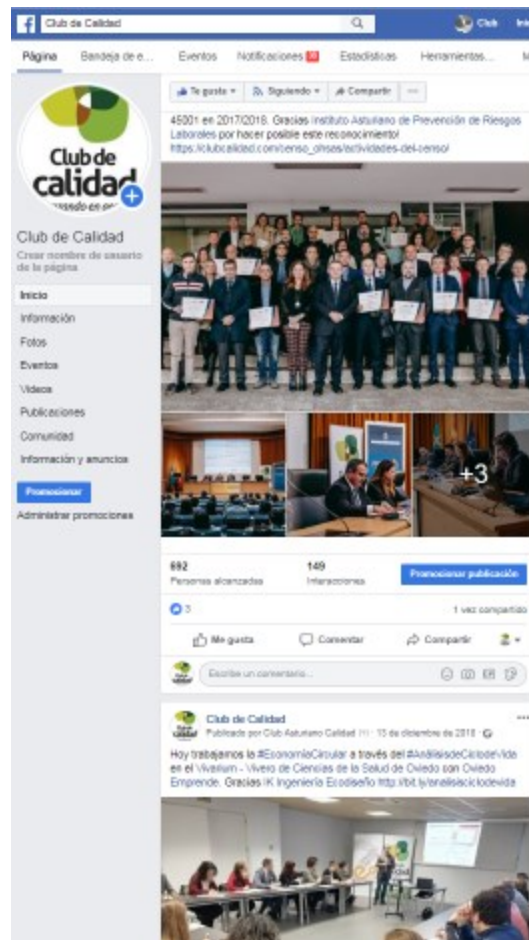 Club de Calidad
Club
Inic
Página
Bandeja de e...
Eventos
Notificaciones
Estadísticas
Herramientas...
Club de
calidad
Club de Calidad
Crear nombre de usuario
de la página
Inicio
Información
Fotos
Eventos
Vídeos
Publicaciones
Comunidad
Información y anuncios
Promocionar
Administrar promociones
Te gusta
Siguiendo
Compartir
45001 en 2017/2018. Gracias Instituto Asturiano de Prevención de Riesgos
Laborales por hacer posible este reconocimiento!
https://clubcalidad.com/censo_ohsas/actividades-del-censo/
+3
692
Personas alcanzadas
149
Interacciones
Promocionar publicación
3
1 vez compartido
Me gusta
Comentar
Compartir
Escribe un comentario...
Club de Calidad
Publicado por Club Asturiano Calidad · 13 de diciembre de 2018
Hoy trabajamos la #EconomíaCircular a través del #AnálisisdeCiclodeVida
en el Vivarium - Vivero de Ciencias de la Salud de Oviedo con Oviedo
Emprende. Gracias IK Ingeniería Ecodiseño http://bit.ly/analisisciclodevida